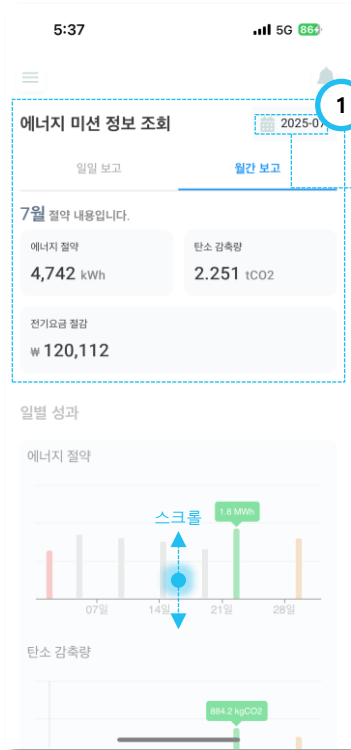 5:37
5G 86
1
에너지 미션 정보 조회
2025-07
일일 보고
월간 보고
7월 절약 내용입니다.
에너지 절약
탄소 감축량
4,742 kWh
2.251 tCO2
전기요금 절감
₩ 120,112
일별 성과
에너지 절약
1.8 MWh
스크롤
07일
14일
21일
28일
탄소 감축량
884.2 kgCO2